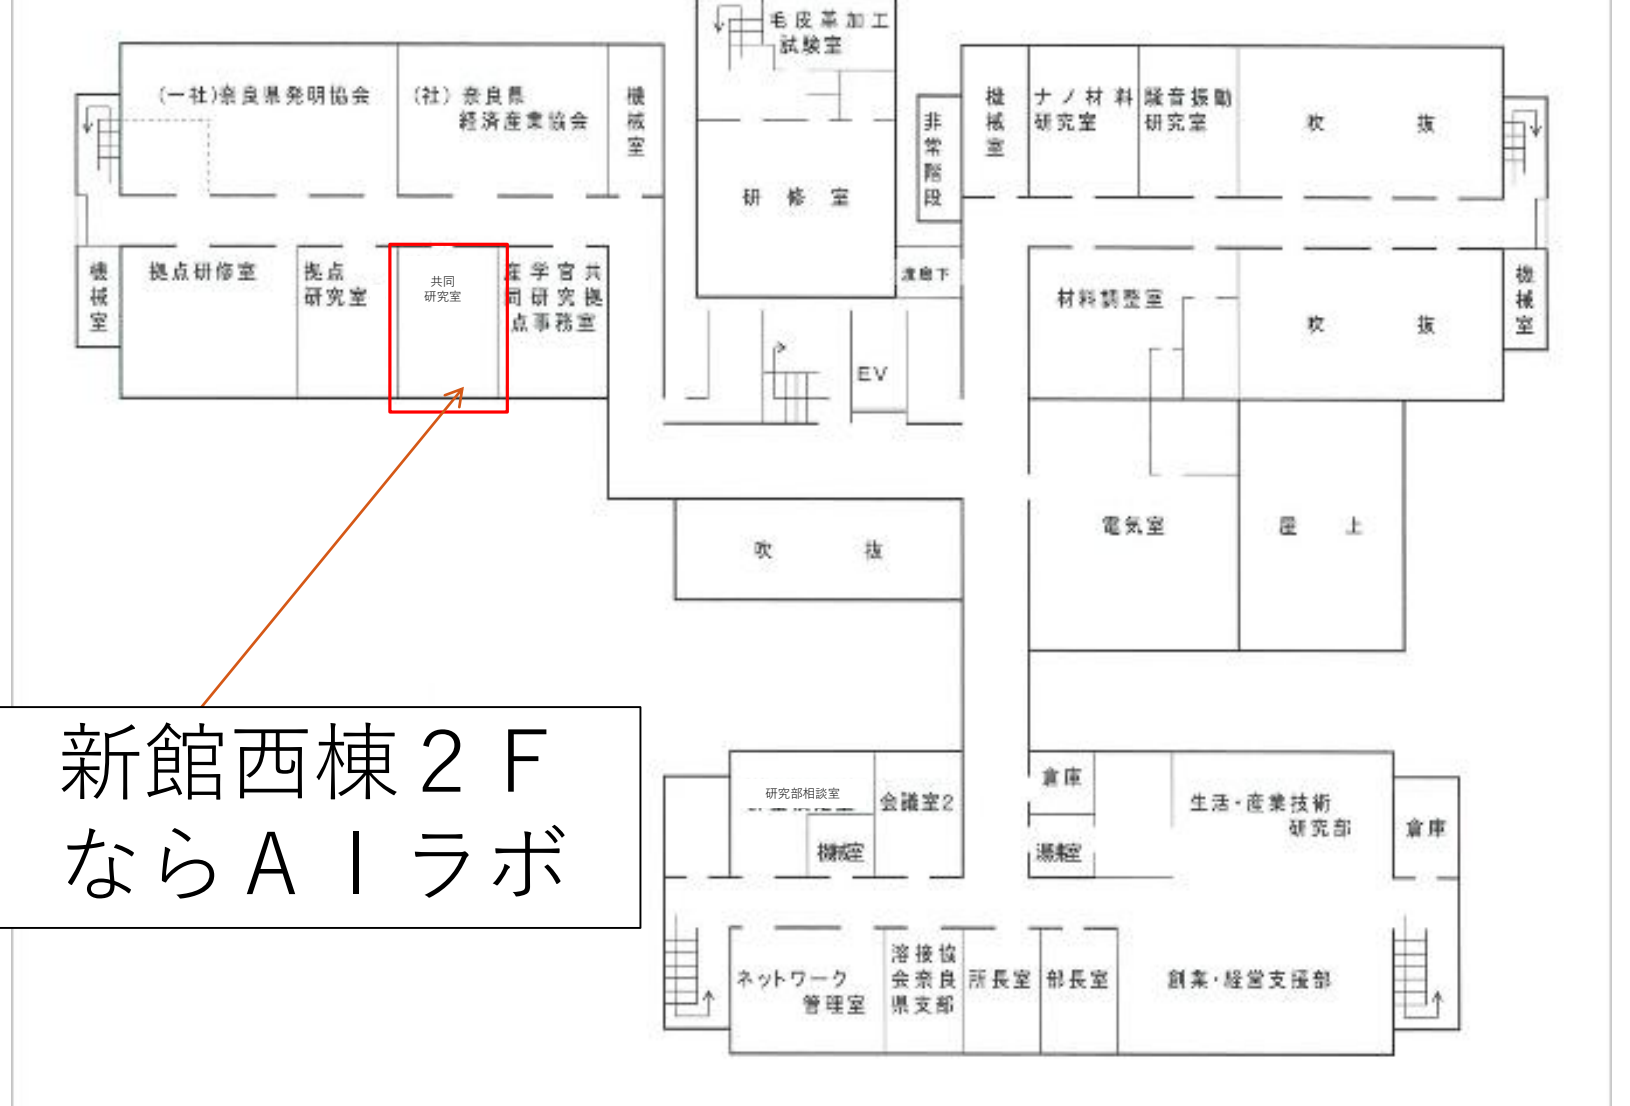 毛皮革加工
試験室
(一社)奈良県発明協会
(社)奈良県
経済産業協会
機械室
研修室
非常階段
機械室
ナノ材料
研究室
騒音振動
研究室
吹抜
機械室
拠点研修室
拠点
研究室
共同
研究室
産学官共
同研究拠
点事務室
渡廊下
EV
材料調整室
吹抜
機械室
吹抜
電気室
屋上
新館西棟2F
ならAIラボ
研究部相談室
会議室2
機械室
倉庫
湯沸室
生活・産業技術
研究部
倉庫
ネットワーク
管理室
溶接協
会奈良
県支部
所長室
部長室
創業・経営支援部